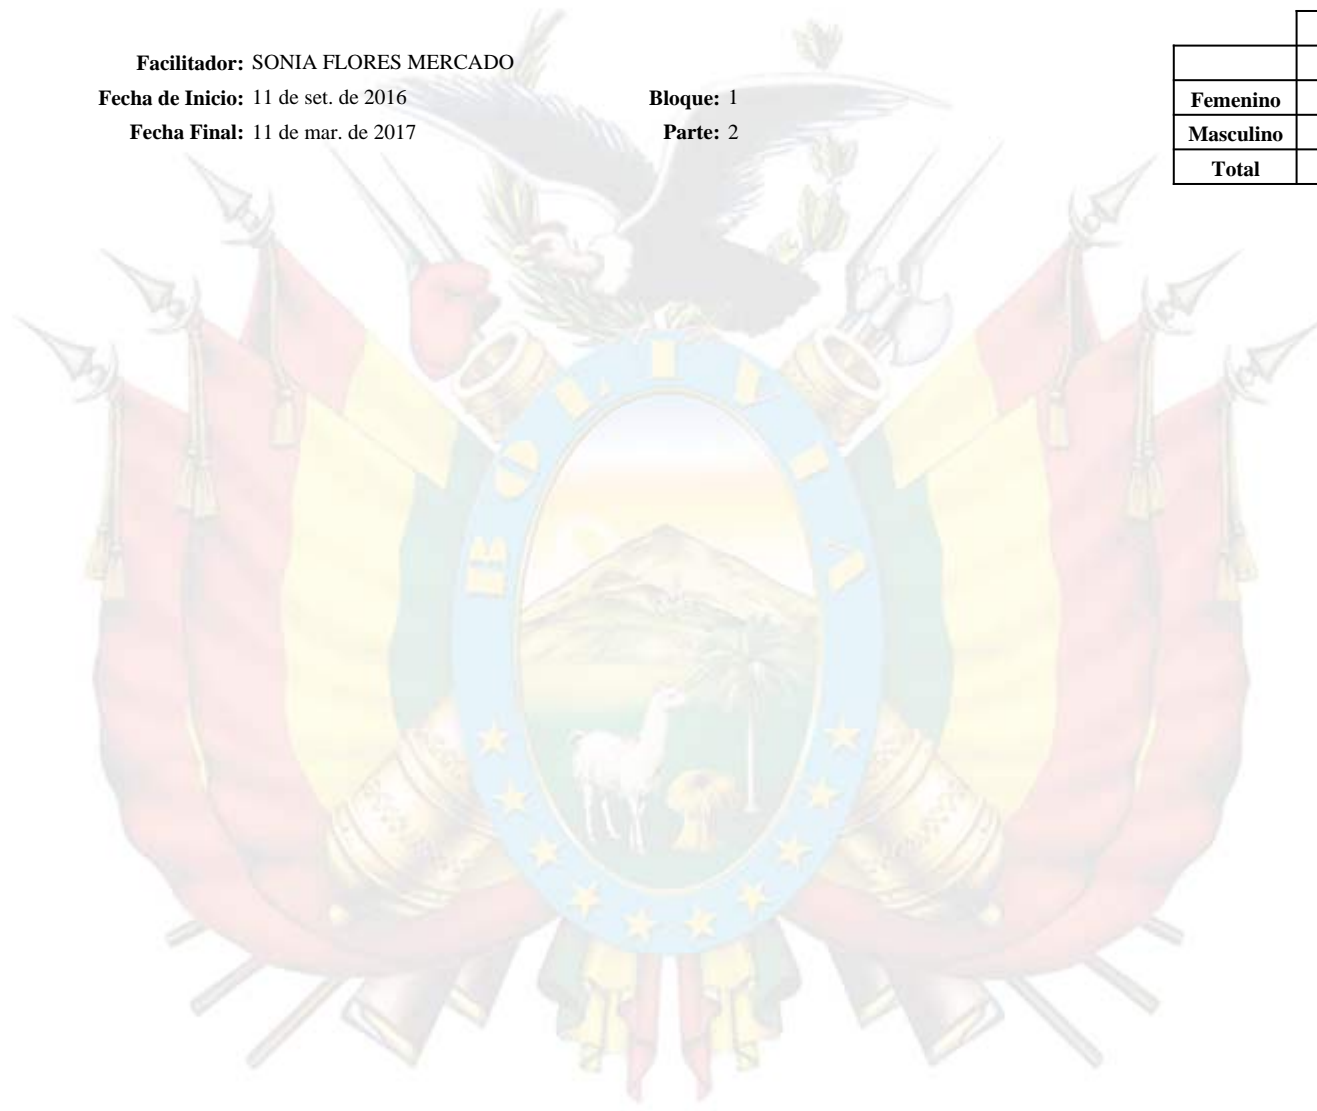 Facilitador: SONIA FLORES MERCADO
Fecha de Inicio: 11 de set. de 2016 Bloque: 1
Fecha Final: 11 de mar. de 2017 Parte: 2
Femenino
Masculino
Total
BOLIVIA